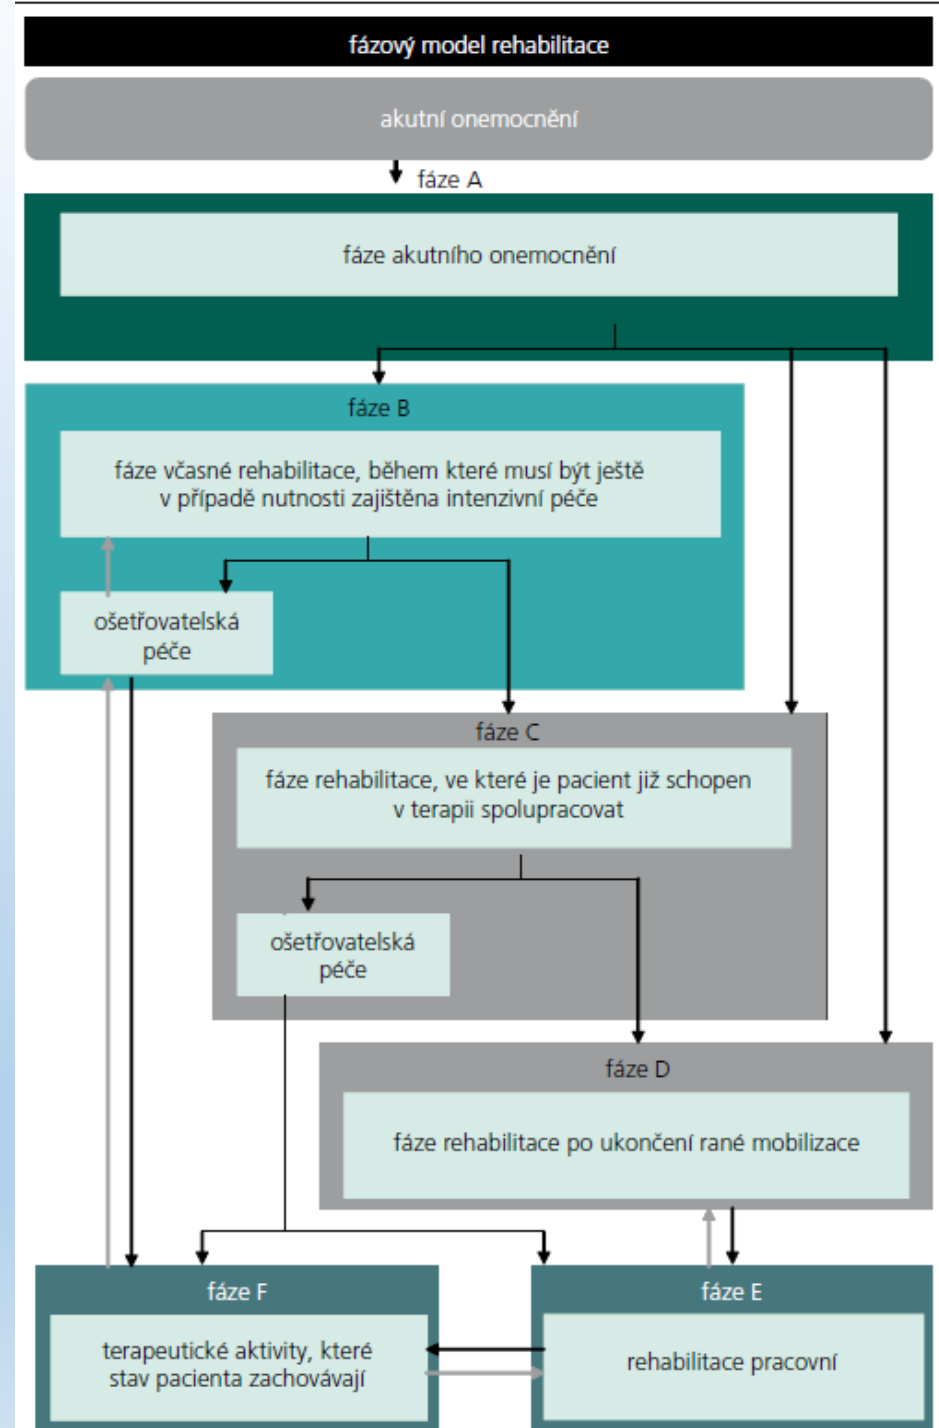 fázový model rehabilitace
akutní onemocnění
fáze A
fáze akutního onemocnění
fáze B
fáze včasné rehabilitace, během které musí být ještě
v případě nutnosti zajištěna intenzivní péče
ošetřovatelská
péče
fáze C
fáze rehabilitace, ve které je pacient již schopen
v terapii spolupracovat
ošetřovatelská
péče
fáze D
fáze rehabilitace po ukončení rané mobilizace
fáze F
terapeutické aktivity, které
stav pacienta zachovávají
fáze E
rehabilitace pracovní